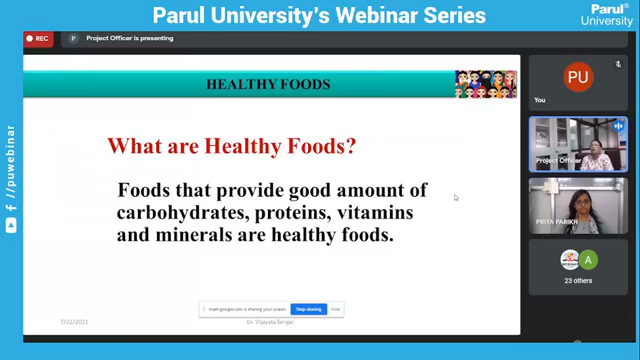 Parul University's Webinar Series
Parul®
University
REC
P
Project Officer is presenting
HEALTHY FOODS
What are Healthy Foods?
Foods that provide good amount of
carbohydrates, proteins, vitamins
and minerals are healthy foods.
PU
You
Project Officer
PRIYA PARIKH
A
23 others
meet.google.com is sharing your screen.
Stop sharing
Hide
7/22/2021
Dr. Vijayata Sengar
/puwebinar